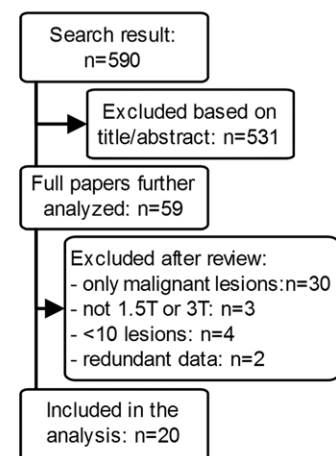 Search result:
n=590
Excluded based on
title/abstract: n=531
Full papers further
analyzed: n=59
Excluded after review:
- only malignant lesions:n=30
- not 1.5T or 3T: n=3
- <10 lesions: n=4
- redundant data: n=2
Included in the
analysis: n=20